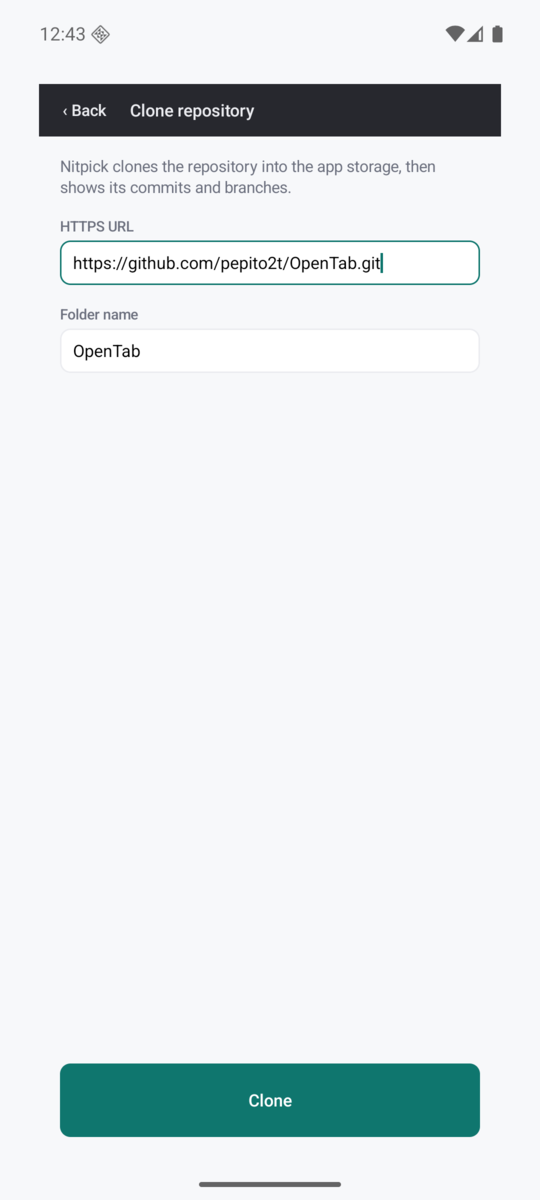 12:43
‹ Back Clone repository
Nitpick clones the repository into the app storage, then
shows its commits and branches.
HTTPS URL
https://github.com/pepito2t/OpenTab.git
Folder name
OpenTab
Clone